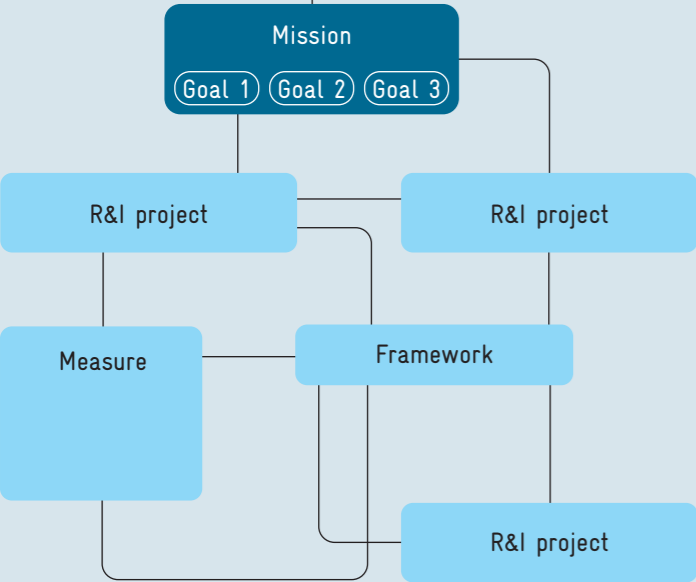 Mission
Goal 1 Goal 2 Goal 3
R&I project R&I project
Measure Framework
R&I project